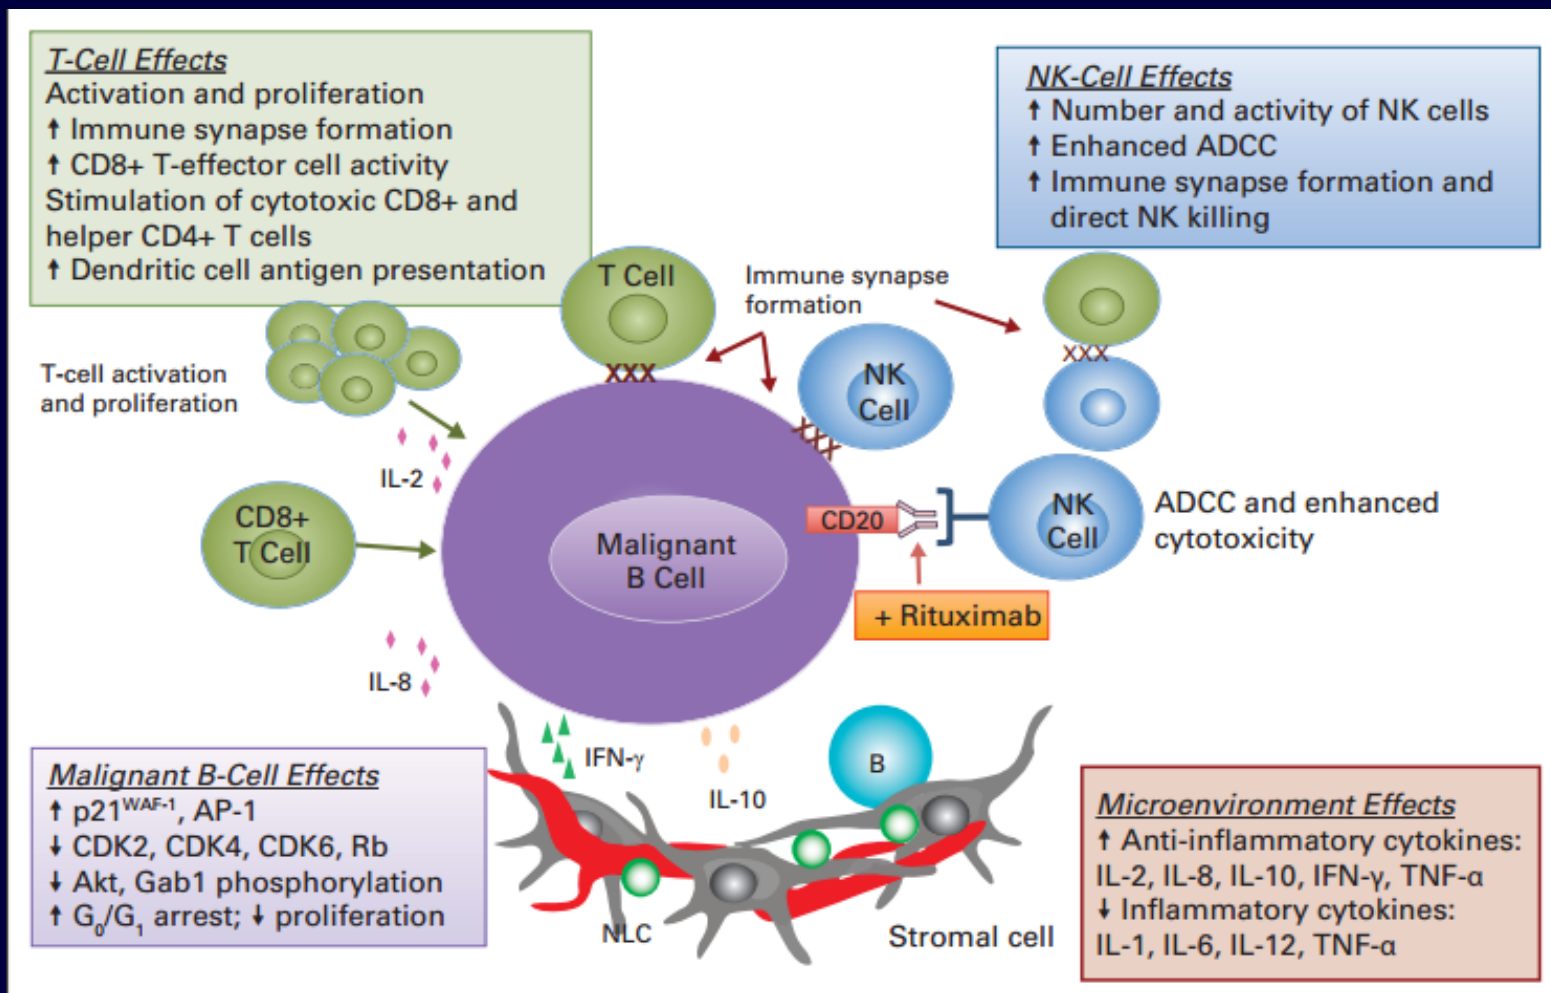 T-Cell Effects
Activation and proliferation
↑ Immune synapse formation
↑ CD8+ T-effector cell activity
Stimulation of cytotoxic CD8+ and
helper CD4+ T cells
↑ Dendritic cell antigen presentation
NK-Cell Effects
↑ Number and activity of NK cells
↑ Enhanced ADCC
↑ Immune synapse formation and
direct NK killing
T Cell
XXX
Immune synapse
formation
XXX
NK
Cell
XXX
T-cell activation
and proliferation
IL-2
CD8+
T Cell
IL-8
Malignant
B Cell
CD20
+ Rituximab
NK
Cell
ADCC and enhanced
cytotoxicity
IFN-γ
IL-10
B
NLC
Stromal cell
Malignant B-Cell Effects
↑ p21WAF-1, AP-1
↓ CDK2, CDK4, CDK6, Rb
↓ Akt, Gab1 phosphorylation
↑ G0/G1 arrest; ↓ proliferation
Microenvironment Effects
↑ Anti-inflammatory cytokines:
IL-2, IL-8, IL-10, IFN-γ, TNF-α
↓ Inflammatory cytokines:
IL-1, IL-6, IL-12, TNF-α